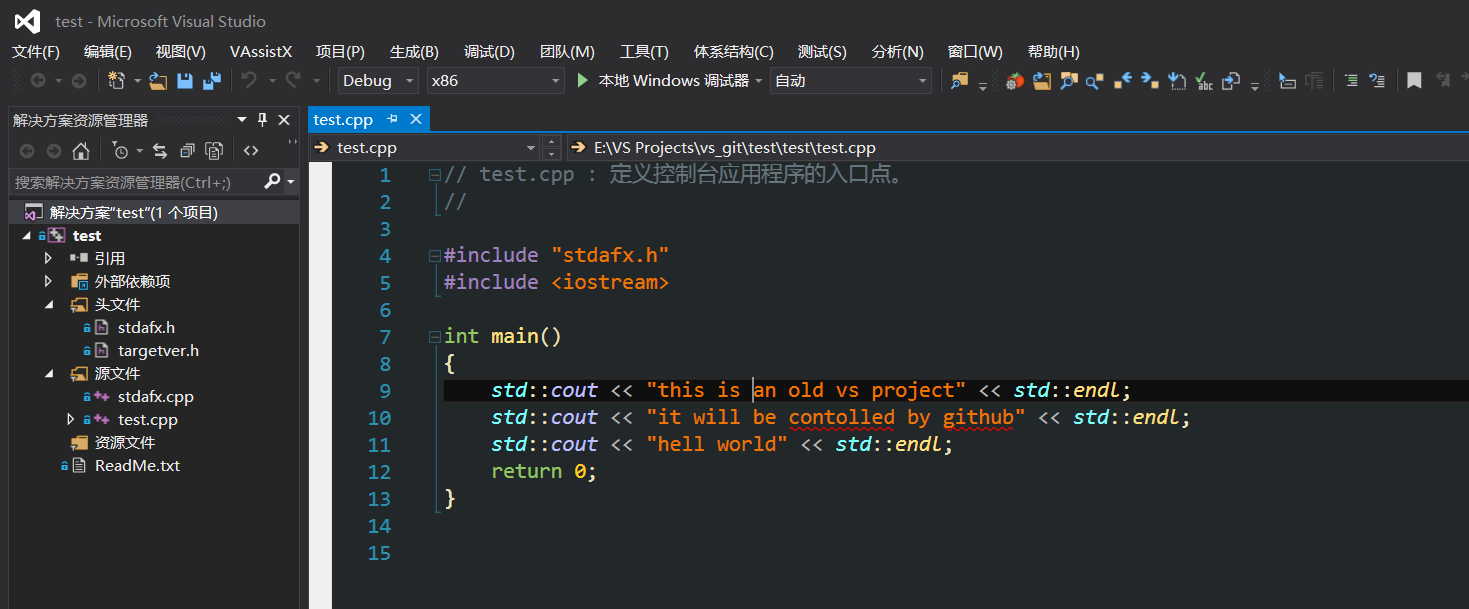 test - Microsoft Visual Studio
文件(F) 编辑(E) 视图(V) VAssistX 项目(P) 生成(B) 调试(D) 团队(M) 工具(T) 体系结构(C) 测试(S) 分析(N) 窗口(W) 帮助(H)
Debug x86 本地 Windows 调试器 自动
解决方案资源管理器
搜索解决方案资源管理器(Ctrl+;)
解决方案"test"(1 个项目)
test
引用
外部依赖项
头文件
stdafx.h
targetver.h
源文件
stdafx.cpp
test.cpp
资源文件
ReadMe.txt
test.cpp
test.cpp E:\VS Projects\vs_git\test\test\test.cpp
1 // test.cpp : 定义控制台应用程序的入口点。
2 //
3
4 #include "stdafx.h"
5 #include <iostream>
6
7 int main()
8 {
9 std::cout << "this is an old vs project" << std::endl;
10 std::cout << "it will be contolled by github" << std::endl;
11 std::cout << "hell world" << std::endl;
12 return 0;
13 }
14
15